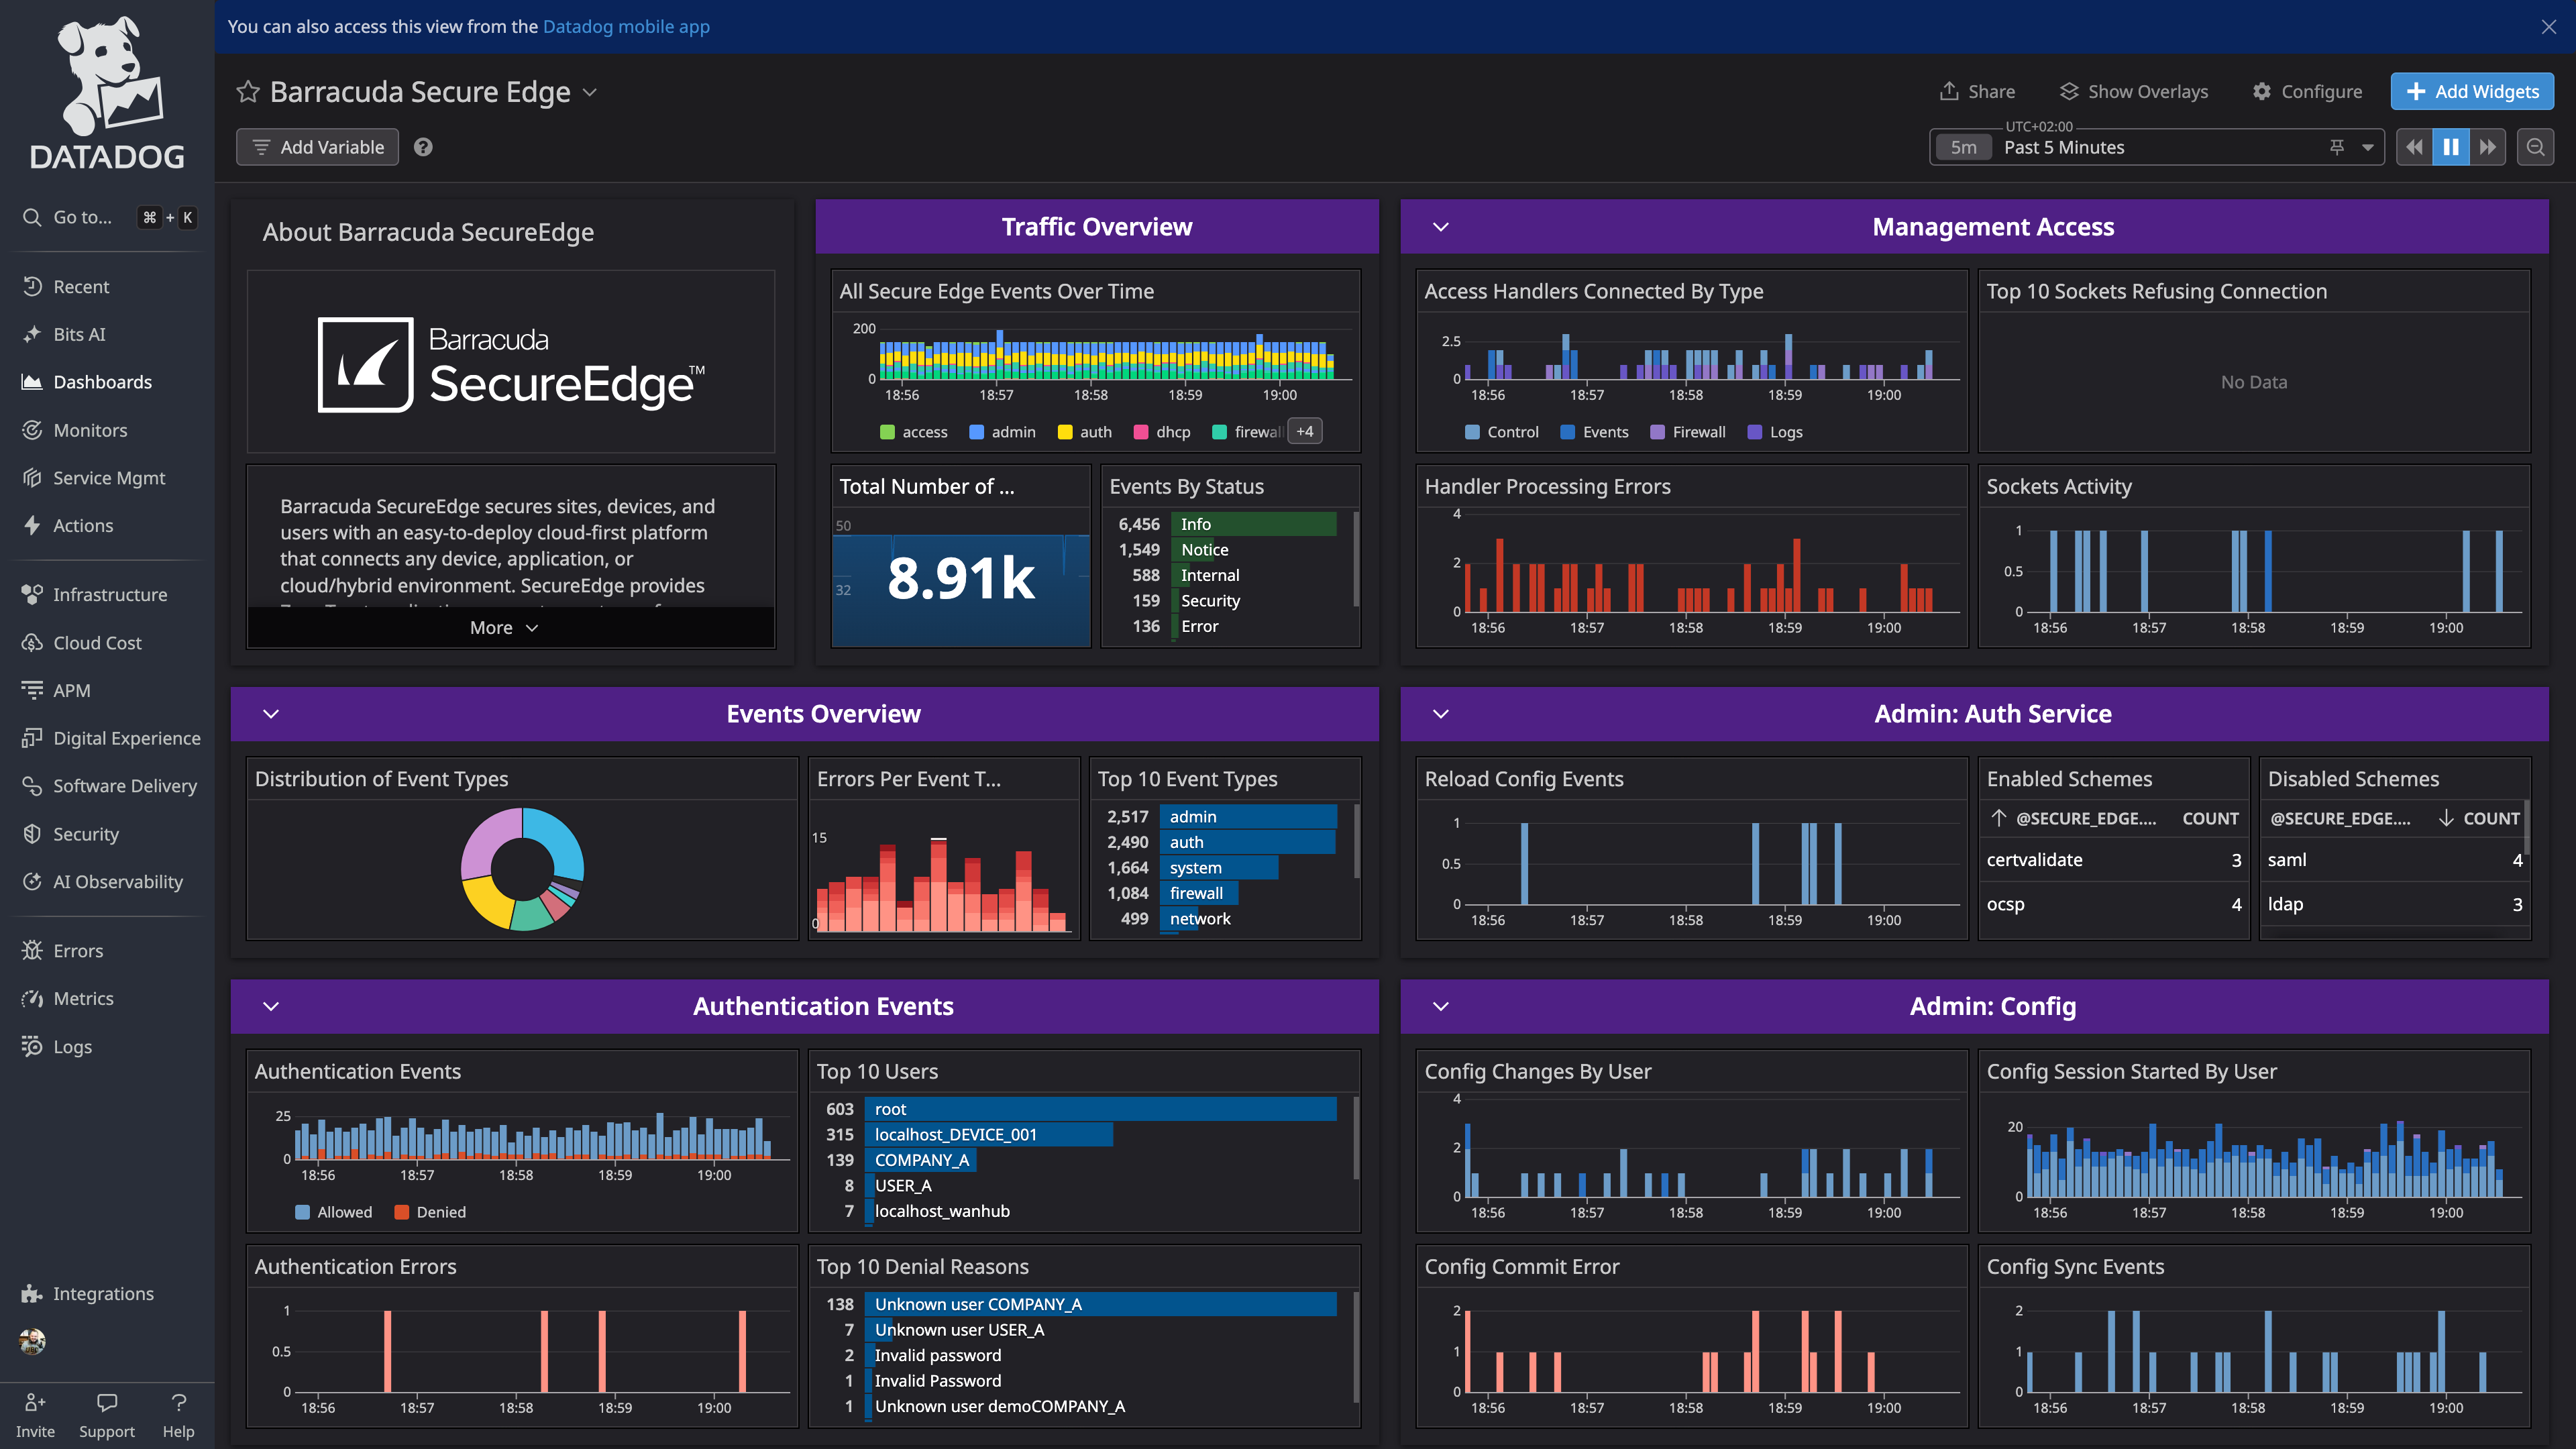 DATADOG
Go to... ⌘ + K
Recent
Bits AI
Dashboards
Monitors
Service Mgmt
Actions
Infrastructure
Cloud Cost
APM
Digital Experience
Software Delivery
Security
AI Observability
Errors
Metrics
Logs
Integrations
Invite Support Help
You can also access this view from the Datadog mobile app
Barracuda Secure Edge
Share Show Overlays Configure Add Widgets
Add Variable
UTC+02:00
5m Past 5 Minutes
About Barracuda SecureEdge
Barracuda
SecureEdge™
Barracuda SecureEdge secures sites, devices, and
users with an easy-to-deploy cloud-first platform
that connects any device, application, or
cloud/hybrid environment. SecureEdge provides
More
Traffic Overview
All Secure Edge Events Over Time
200
0
18:56 18:57 18:58 18:59 19:00
access admin auth dhcp firewall +4
Total Number of ...
50
32
8.91k
Events By Status
6,456 Info
1,549 Notice
588 Internal
159 Security
136 Error
Management Access
Access Handlers Connected By Type
2.5
0
18:56 18:57 18:58 18:59 19:00
Control Events Firewall Logs
Top 10 Sockets Refusing Connection
No Data
Handler Processing Errors
4
2
0
18:56 18:57 18:58 18:59 19:00
Sockets Activity
1
0.5
0
18:56 18:57 18:58 18:59 19:00
Events Overview
Distribution of Event Types
Errors Per Event T...
15
0
Top 10 Event Types
2,517 admin
2,490 auth
1,664 system
1,084 firewall
499 network
Admin: Auth Service
Reload Config Events
1
0.5
0
18:56 18:57 18:58 18:59 19:00
Enabled Schemes
@SECURE_EDGE.... COUNT
certvalidate 3
ocsp 4
Disabled Schemes
@SECURE_EDGE.... COUNT
saml 4
ldap 3
Authentication Events
Authentication Events
25
0
18:56 18:57 18:58 18:59 19:00
Allowed Denied
Top 10 Users
603 root
315 localhost_DEVICE_001
139 COMPANY_A
8 USER_A
7 localhost_wanhub
Authentication Errors
1
0.5
0
18:56 18:57 18:58 18:59 19:00
Top 10 Denial Reasons
138 Unknown user COMPANY_A
7 Unknown user USER_A
2 Invalid password
1 Invalid Password
1 Unknown user demoCOMPANY_A
Admin: Config
Config Changes By User
4
2
0
18:56 18:57 18:58 18:59 19:00
Config Session Started By User
20
0
18:56 18:57 18:58 18:59 19:00
Config Commit Error
2
1
0
18:56 18:57 18:58 18:59 19:00
Config Sync Events
2
1
0
18:56 18:57 18:58 18:59 19:00